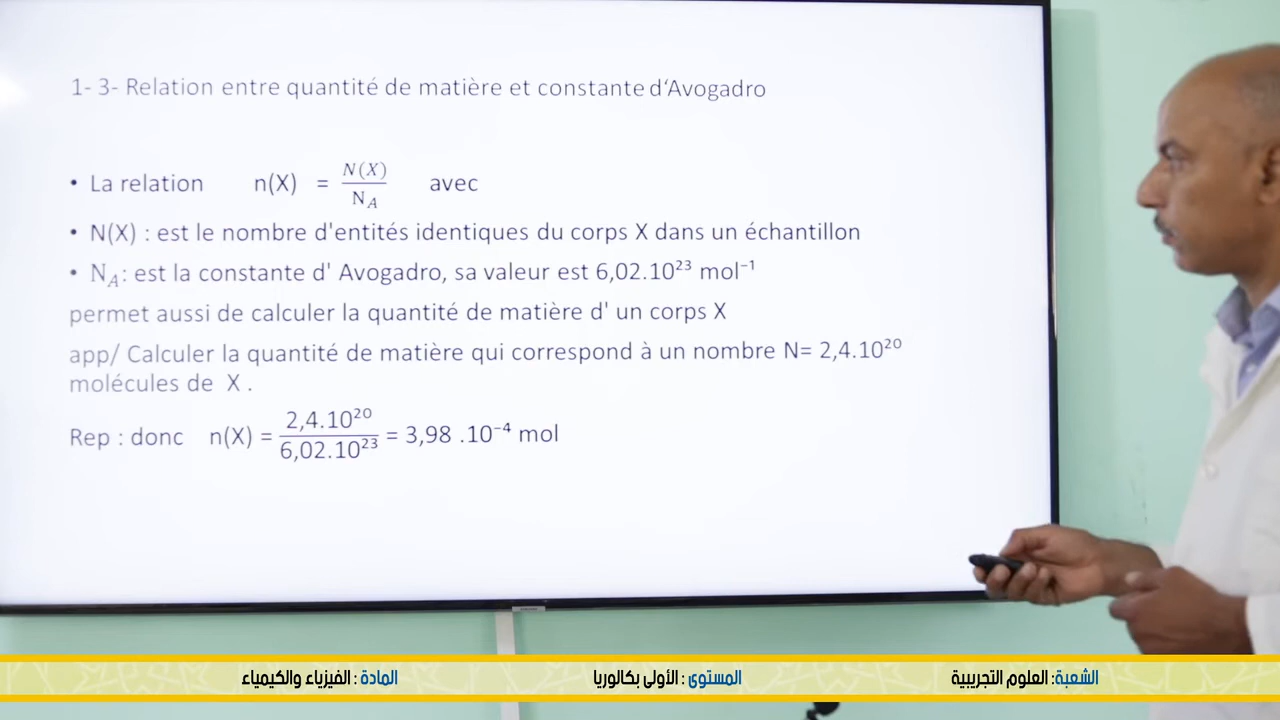 1- 3- Relation entre quantité de matière et constante d‘Avogadro
• La relation n(X) = N(X)/N_A avec
• N(X) : est le nombre d'entités identiques du corps X dans un échantillon
• N_A: est la constante d' Avogadro, sa valeur est 6,02.10²³ mol⁻¹
permet aussi de calculer la quantité de matière d' un corps X
app/ Calculer la quantité de matière qui correspond à un nombre N= 2,4.10²⁰
molécules de X .
Rep : donc n(X) = 2,4.10²⁰/6,02.10²³ = 3,98 .10⁻⁴ mol
الشعبة: العلوم التجريبية المستوى : الأولى بكالوريا المادة : الفيزياء والكيمياء